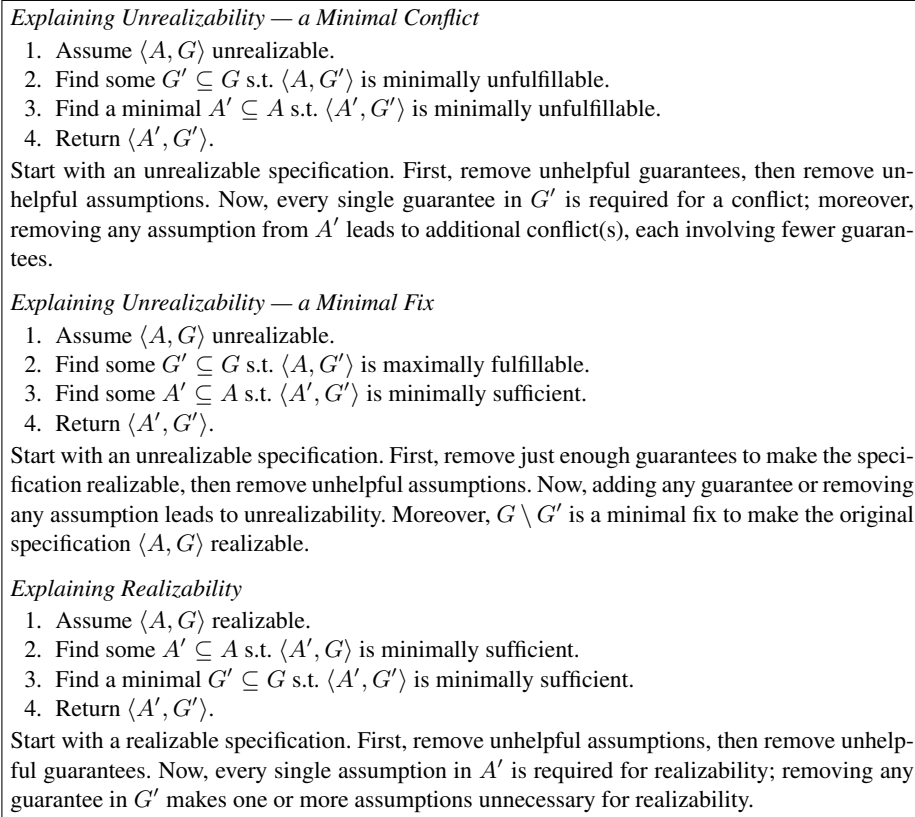 Explaining Unrealizability — a Minimal Conflict
1. Assume ⟨A, G⟩ unrealizable.
2. Find some G′ ⊆ G s.t. ⟨A, G′⟩ is minimally unfulfillable.
3. Find a minimal A′ ⊆ A s.t. ⟨A′, G′⟩ is minimally unfulfillable.
4. Return ⟨A′, G′⟩.
Start with an unrealizable specification. First, remove unhelpful guarantees, then remove un-
helpful assumptions. Now, every single guarantee in G′ is required for a conflict; moreover,
removing any assumption from A′ leads to additional conflict(s), each involving fewer guaran-
tees.
Explaining Unrealizability — a Minimal Fix
1. Assume ⟨A, G⟩ unrealizable.
2. Find some G′ ⊆ G s.t. ⟨A, G′⟩ is maximally fulfillable.
3. Find some A′ ⊆ A s.t. ⟨A′, G′⟩ is minimally sufficient.
4. Return ⟨A′, G′⟩.
Start with an unrealizable specification. First, remove just enough guarantees to make the speci-
fication realizable, then remove unhelpful assumptions. Now, adding any guarantee or removing
any assumption leads to unrealizability. Moreover, G \ G′ is a minimal fix to make the original
specification ⟨A, G⟩ realizable.
Explaining Realizability
1. Assume ⟨A, G⟩ realizable.
2. Find some A′ ⊆ A s.t. ⟨A′, G⟩ is minimally sufficient.
3. Find a minimal G′ ⊆ G s.t. ⟨A′, G′⟩ is minimally sufficient.
4. Return ⟨A′, G′⟩.
Start with a realizable specification. First, remove unhelpful assumptions, then remove unhelp-
ful guarantees. Now, every single assumption in A′ is required for realizability; removing any
guarantee in G′ makes one or more assumptions unnecessary for realizability.